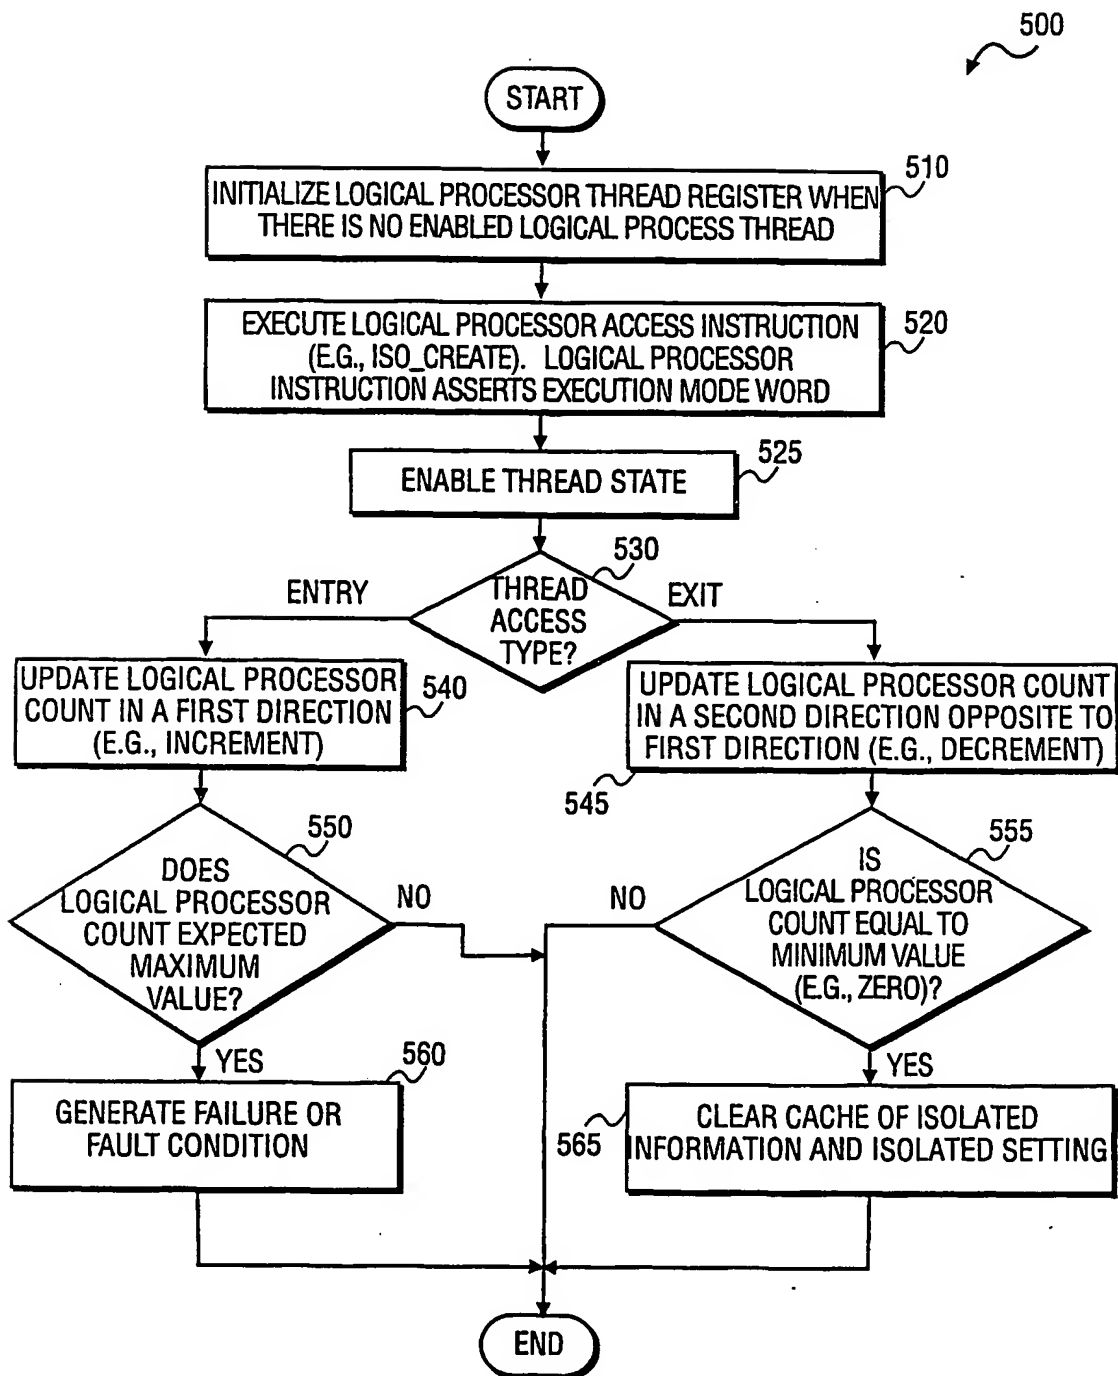 500
START
510
INITIALIZE LOGICAL PROCESSOR THREAD REGISTER WHEN
THERE IS NO ENABLED LOGICAL PROCESS THREAD
520
EXECUTE LOGICAL PROCESSOR ACCESS INSTRUCTION
(E.G., ISO_CREATE). LOGICAL PROCESSOR
INSTRUCTION ASSERTS EXECUTION MODE WORD
525
ENABLE THREAD STATE
530
ENTRY
THREAD
ACCESS
TYPE?
EXIT
UPDATE LOGICAL PROCESSOR
COUNT IN A FIRST DIRECTION
(E.G., INCREMENT)
540
UPDATE LOGICAL PROCESSOR COUNT
IN A SECOND DIRECTION OPPOSITE TO
FIRST DIRECTION (E.G., DECREMENT)
545
550
DOES
LOGICAL PROCESSOR
COUNT EXPECTED
MAXIMUM
VALUE?
NO
555
IS
LOGICAL PROCESSOR
COUNT EQUAL TO
MINIMUM VALUE
(E.G., ZERO)?
NO
YES
560
GENERATE FAILURE OR
FAULT CONDITION
YES
565
CLEAR CACHE OF ISOLATED
INFORMATION AND ISOLATED SETTING
END